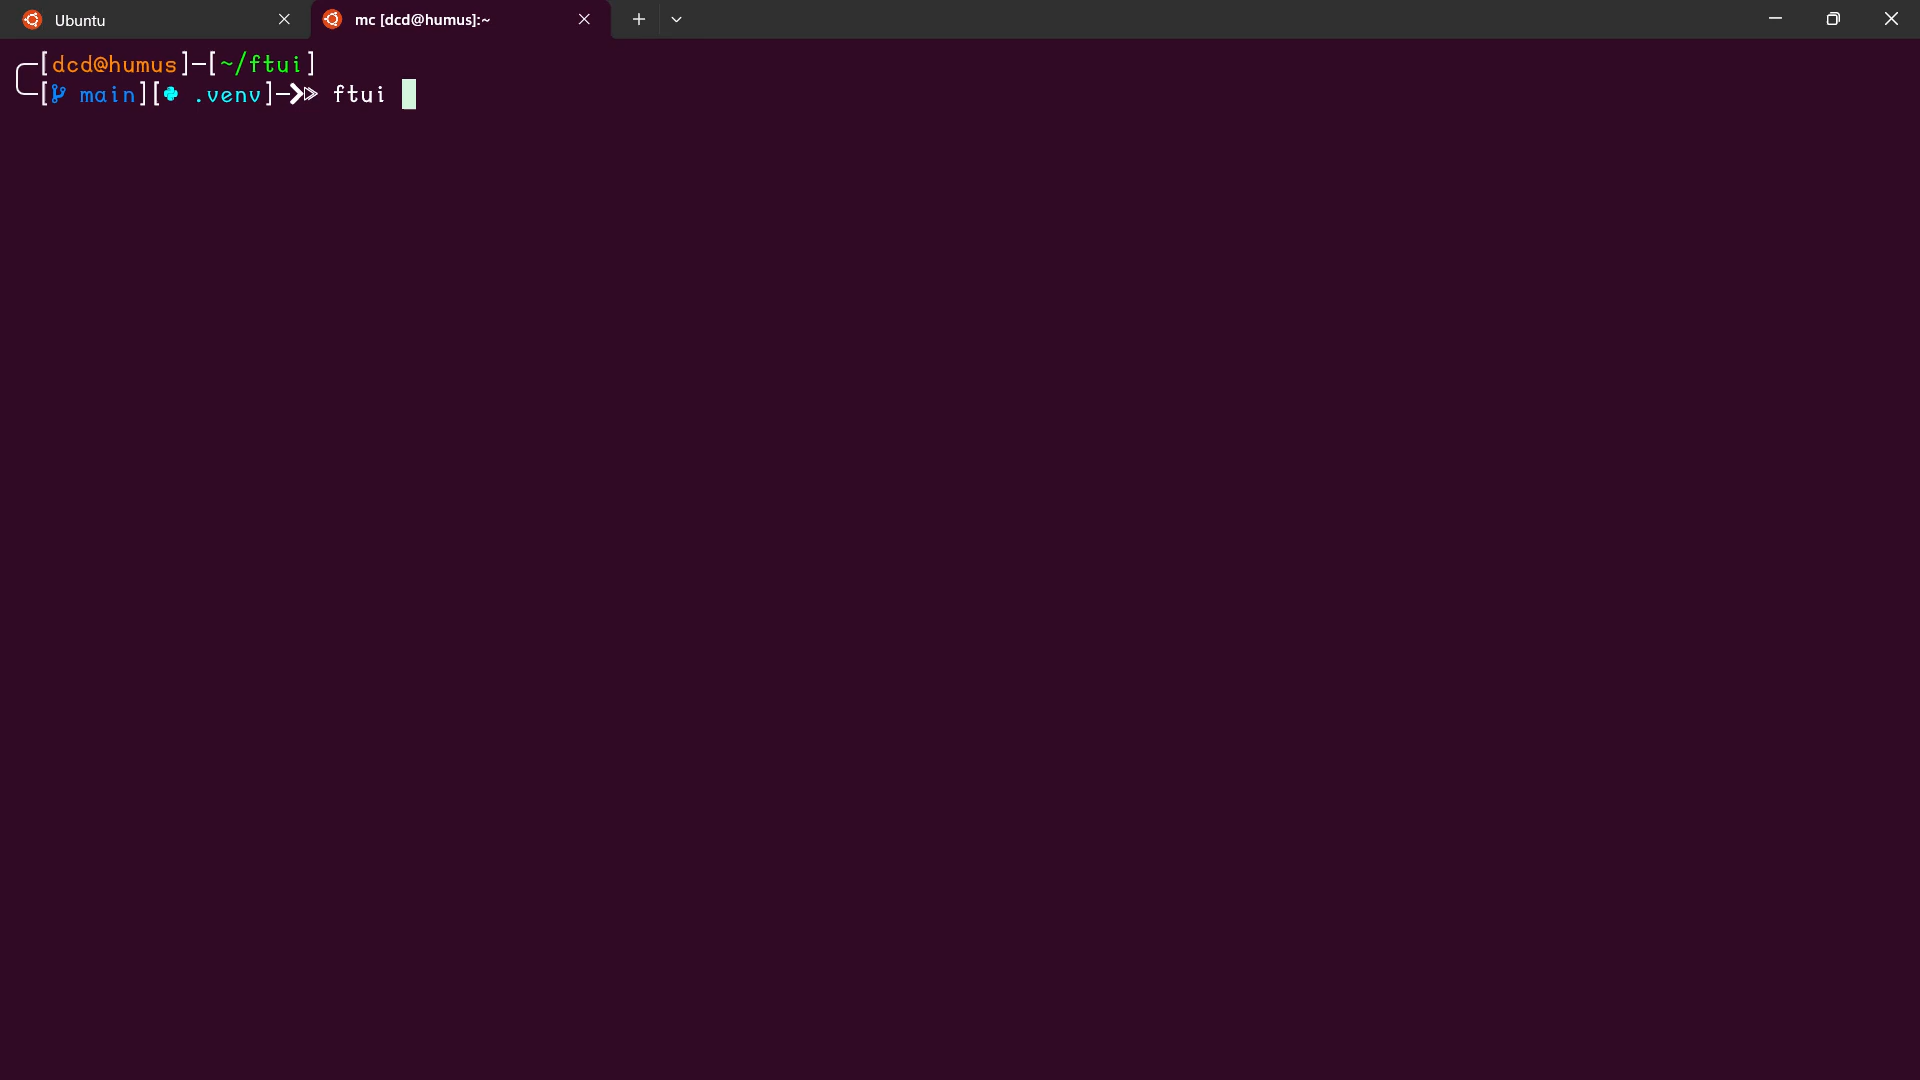 Ubuntu
mc [dcd@humus]:~
[dcd@humus]─[~/ftui]
[ main][ .venv]─ ftui